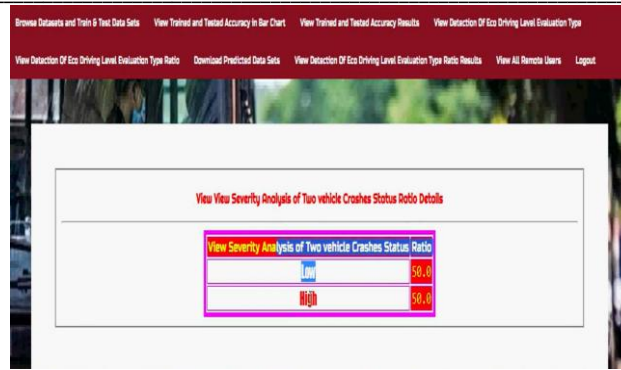 Browse Datasets and Train & Test Data Sets View Trained and Tested Accuracy in Bar Chart View Trained and Tested Accuracy Results View Detection Of Eco Driving Level Evaluation Type
View Detection Of Eco Driving Level Evaluation Type Ratio Download Predicted Data Sets View Detection Of Eco Driving Level Evaluation Type Ratio Results View All Remote Users Logout
View View Severity Analysis of Two vehicle Crashes Status Ratio Details
View Severity Analysis of Two vehicle Crashes Status Ratio
Low 50.0
High 50.0